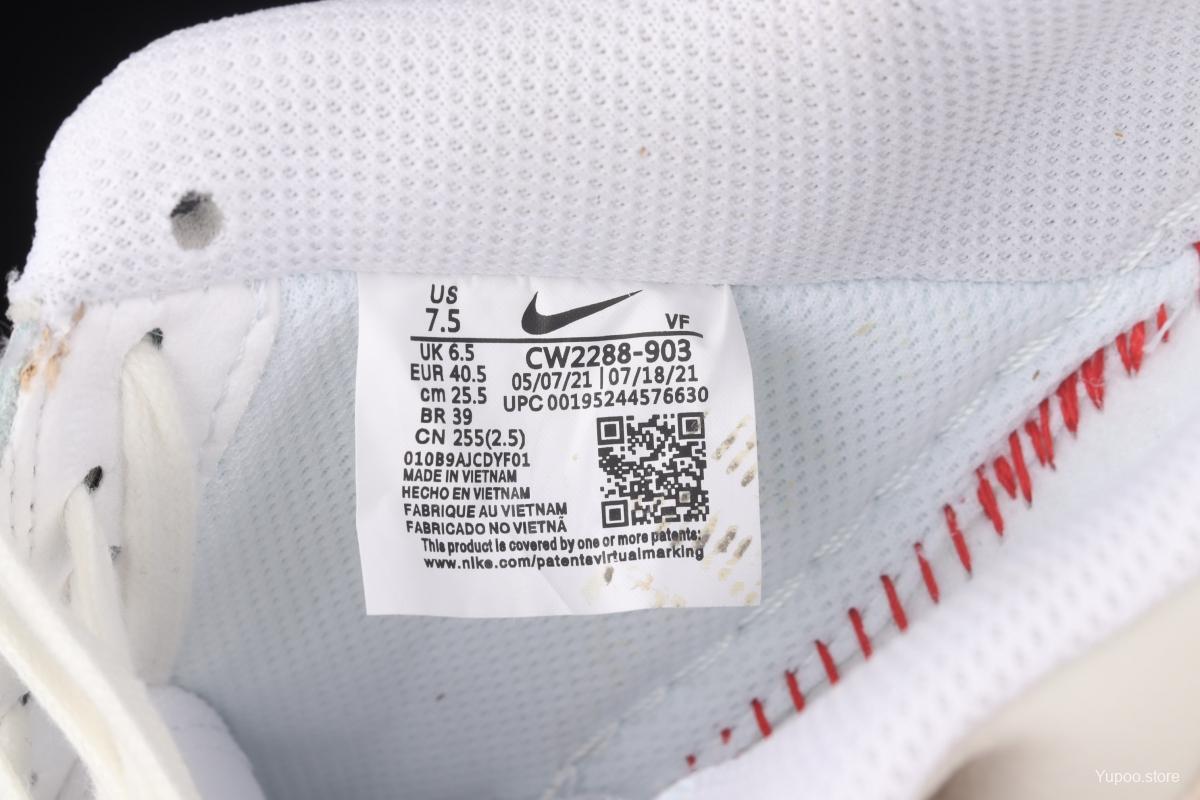 US
7.5
VF
UK 6.5
EUR 40.5
cm 25.5
BR 39
CN 255(2.5)
CW2288-903
05/07/21 | 07/18/21
UPC 00195244576630
010B9AJCDYF01
MADE IN VIETNAM
HECHO EN VIETNAM
FABRIQUE AU VIETNAM
FABRICADO NO VIETNÃ
This product is covered by one or more patents:
www.nike.com/patentavirtualmarking
Yupoo.store